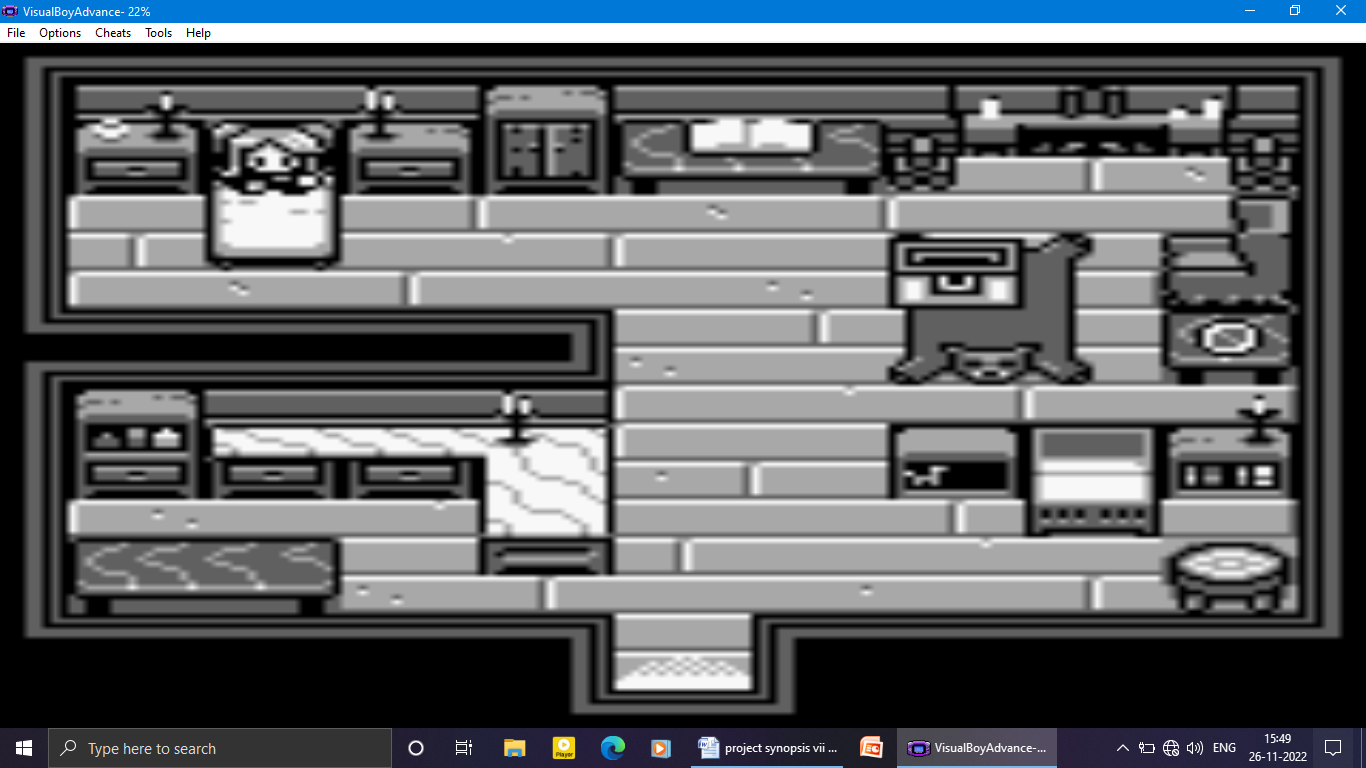 VisualBoyAdvance- 22%
File Options Cheats Tools Help
Type here to search
Player
project synopsis vii ...
VisualBoyAdvance-...
ENG
15:49
26-11-2022